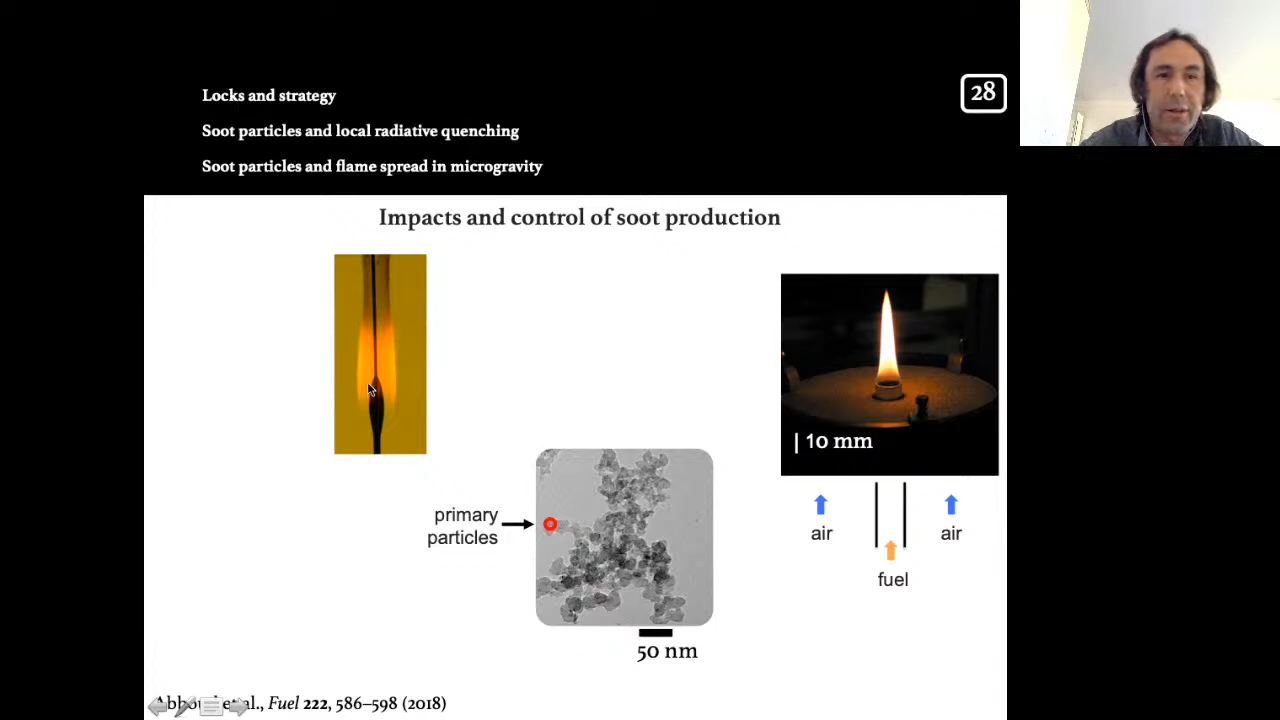 Locks and strategy
28
Soot particles and local radiative quenching
Soot particles and flame spread in microgravity
Impacts and control of soot production
10 mm
primary
particles
air
air
fuel
50 nm
al., Fuel 222, 586–598 (2018)